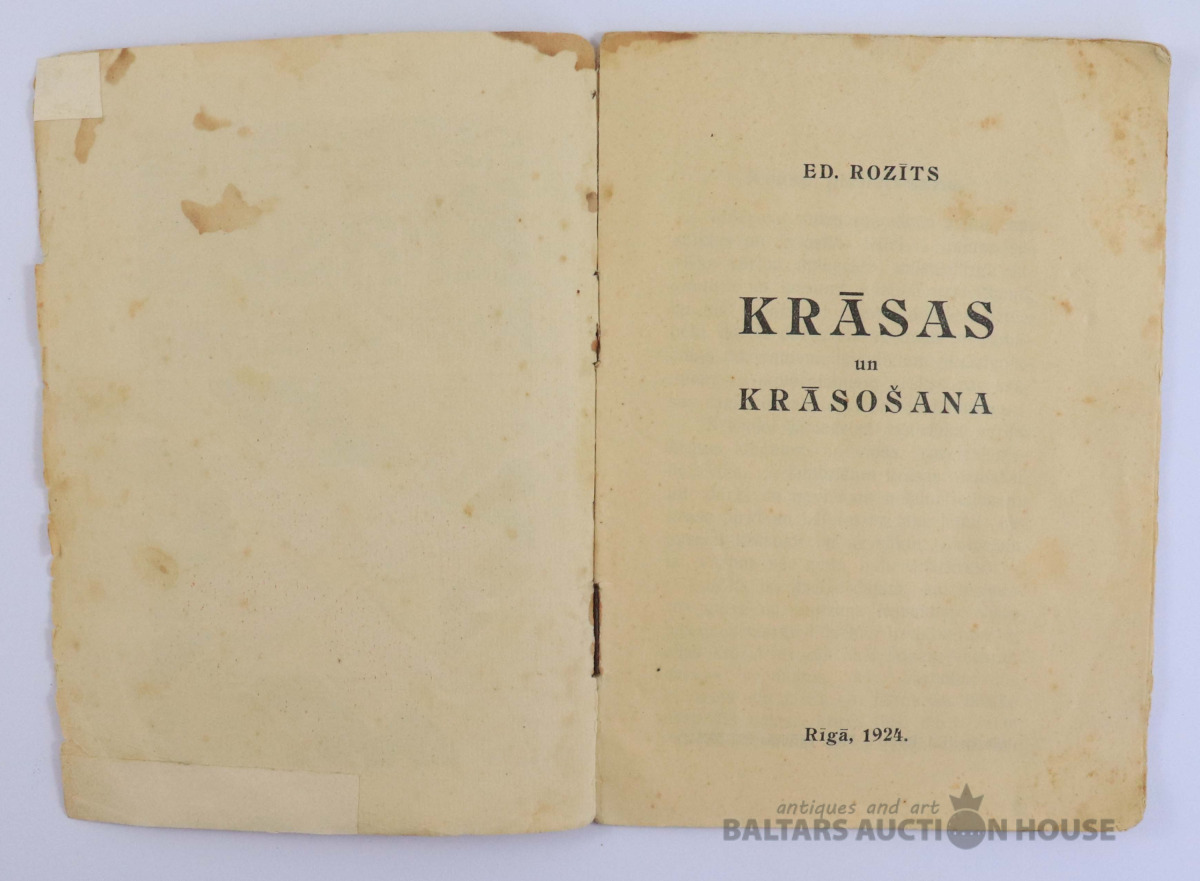 ED. ROZĪTS
KRĀSAS
un
KRĀSOŠANA
Rīgā, 1924.
antiques and art
BALTARS AUCTION HOUSE